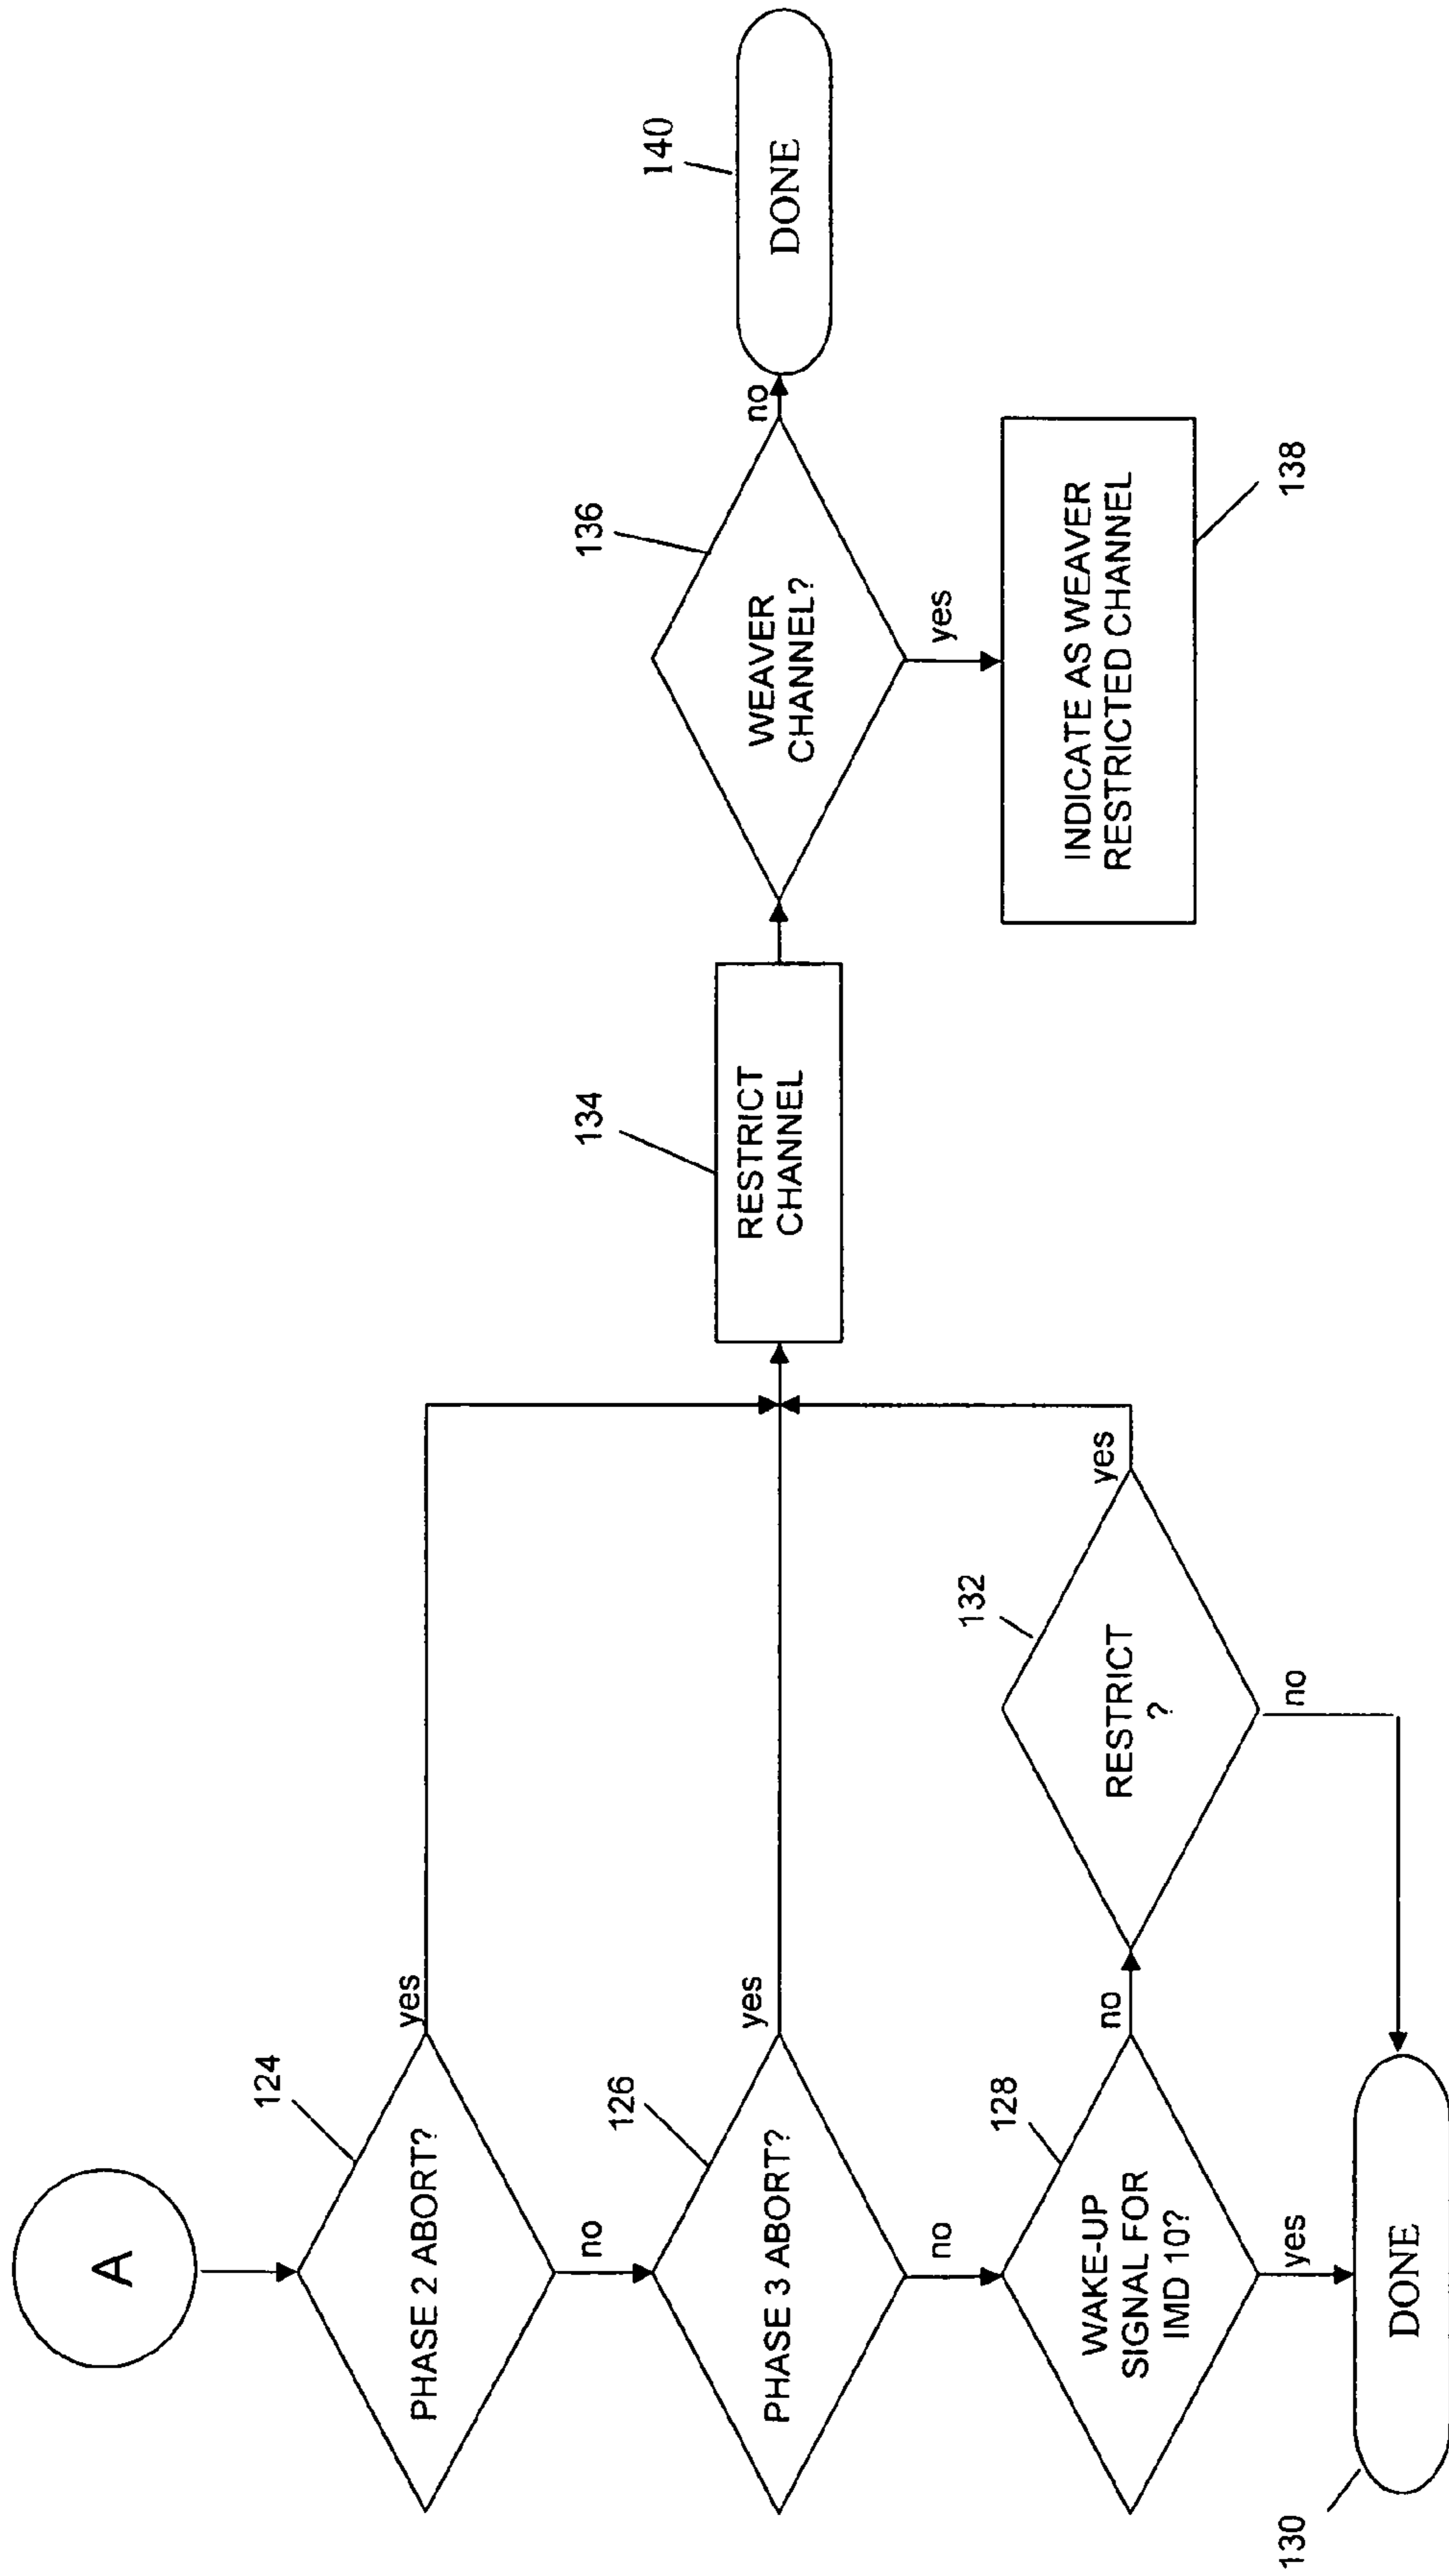 A
124
PHASE 2 ABORT?
yes
no
126
PHASE 3 ABORT?
yes
no
128
WAKE-UP
SIGNAL FOR
IMD 10?
no
yes
130
DONE
132
RESTRICT
?
yes
no
134
RESTRICT
CHANNEL
136
WEAVER
CHANNEL?
no
yes
138
INDICATE AS WEAVER
RESTRICTED CHANNEL
140
DONE